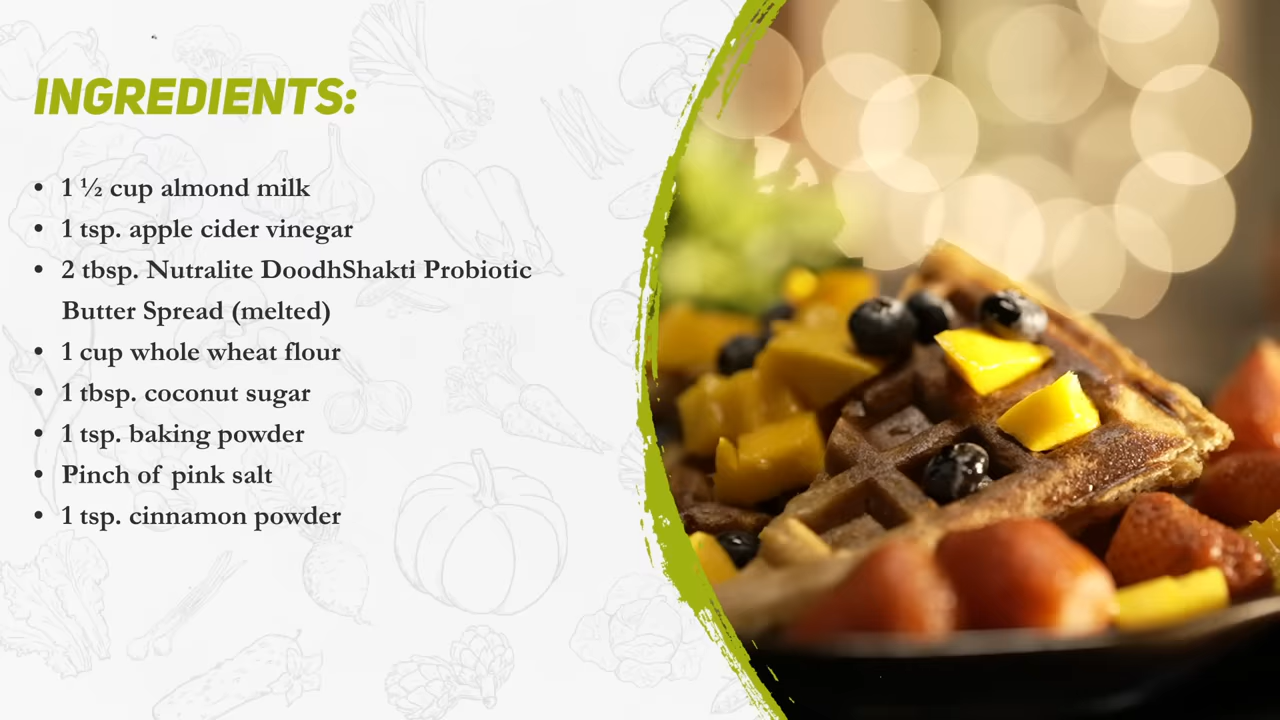 INGREDIENTS:
• 1 ½ cup almond milk
• 1 tsp. apple cider vinegar
• 2 tbsp. Nutralite DoodhShakti Probiotic
Butter Spread (melted)
• 1 cup whole wheat flour
• 1 tbsp. coconut sugar
• 1 tsp. baking powder
• Pinch of pink salt
• 1 tsp. cinnamon powder